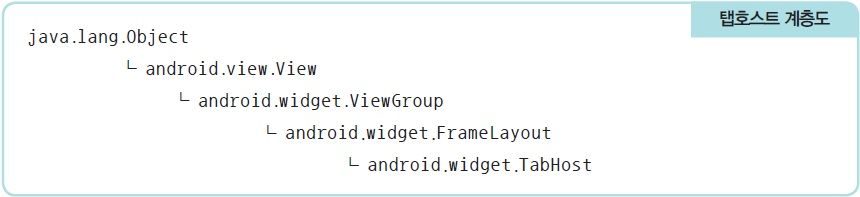 탭호스트 계층도
java.lang.Object
└ android.view.View
└ android.widget.ViewGroup
└ android.widget.FrameLayout
└ android.widget.TabHost